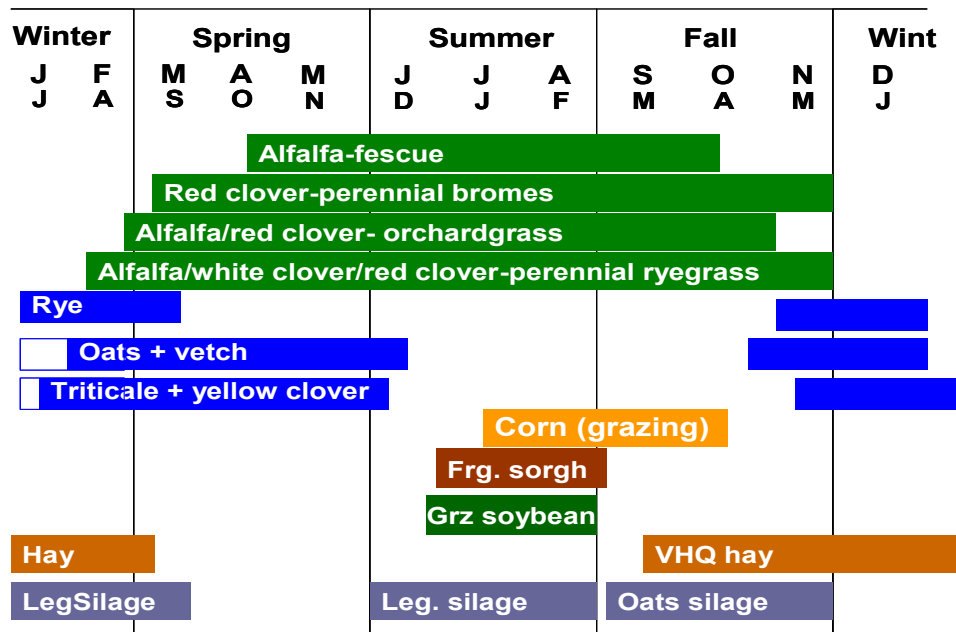 Winter Spring Summer Fall Wint
J F M A M J J A S O N D
J A S O N D J F M A M J
Alfalfa-fescue
Red clover-perennial bromes
Alfalfa/red clover- orchardgrass
Alfalfa/white clover/red clover-perennial ryegrass
Rye
Oats + vetch
Triticale + yellow clover
Corn (grazing)
Frg. sorgh
Grz soybean
Hay VHQ hay
LegSilage Leg. silage Oats silage